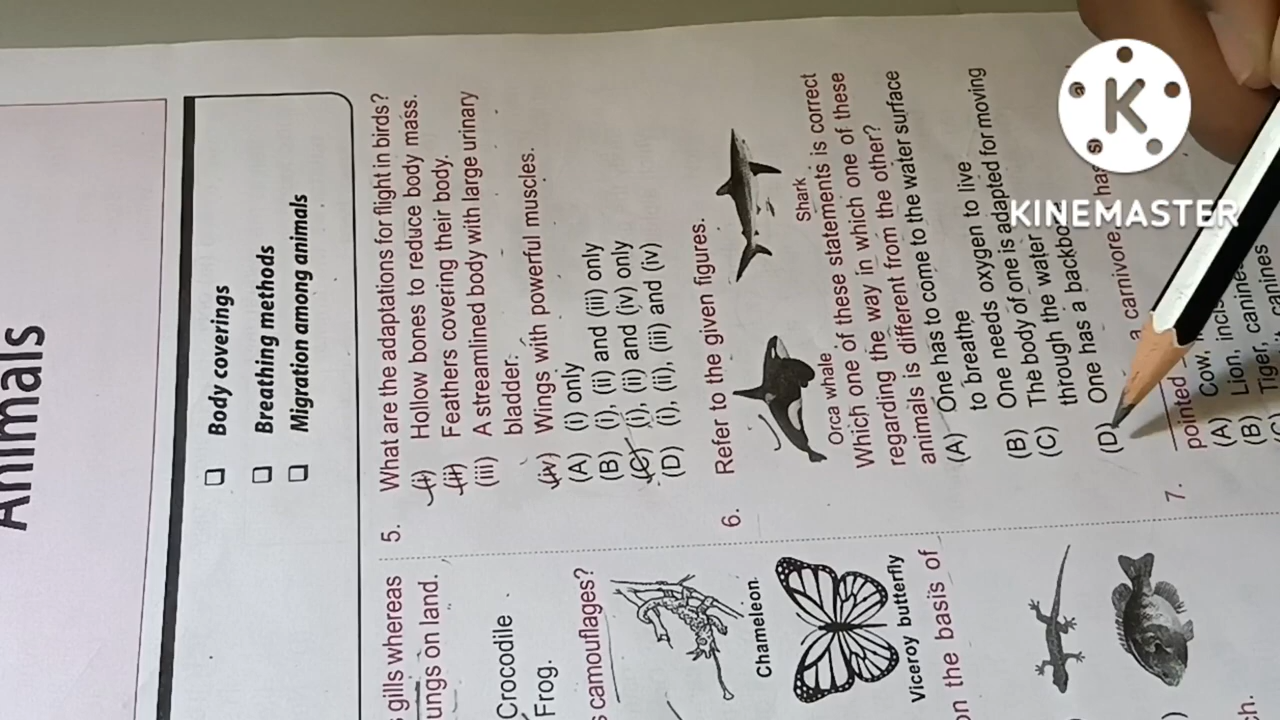 Animals
Body coverings
Breathing methods
Migration among animals
gills whereas
ungs on land.
Crocodile
Frog.
camouflages?
Chameleon.
Viceroy butterfly
on the basis of
ch.
5. What are the adaptations for flight in birds?
(i) Hollow bones to reduce body mass.
(ii) Feathers covering their body.
(iii) A streamlined body with large urinary
bladder.
(iv) Wings with powerful muscles.
(A) (i) only
(B) (i), (ii) and (iii) only
(C) (i), (ii) and (iv) only
(D) (i), (ii), (iii) and (iv)
6. Refer to the given figures.
Orca whale
Shark
Which one of these statements is correct
regarding the way in which one of these
animals is different from the other?
(A) One has to come to the water surface
to breathe
(B) One needs oxygen to live
(C) The body of one is adapted for moving
through the water
(D) One has a backbone
7. a carnivore.
pointed
(A) Cow,
(B) Lion, canine
Tiger, canines
K
KINEMASTER